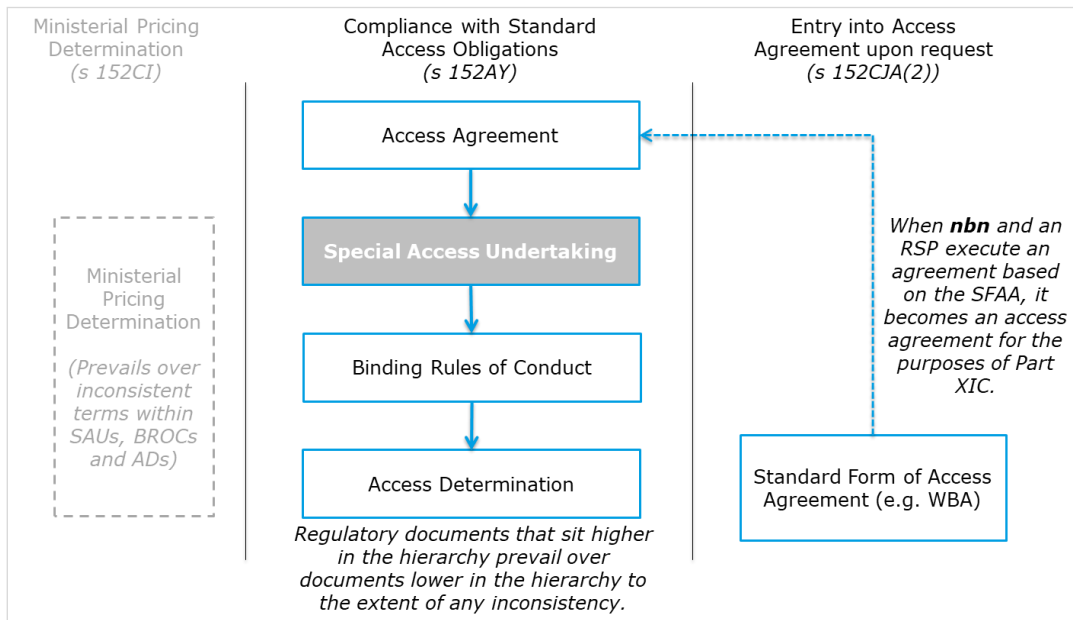 Ministerial Pricing
Determination
(s 152CI)
Compliance with Standard
Access Obligations
(s 152AY)
Entry into Access
Agreement upon request
(s 152CJA(2))
Access Agreement
Special Access Undertaking
Binding Rules of Conduct
Access Determination
Regulatory documents that sit higher
in the hierarchy prevail over
documents lower in the hierarchy to
the extent of any inconsistency.
Ministerial
Pricing
Determination
(Prevails over
inconsistent
terms within
SAUs, BROCs
and ADs)
When nbn and an
RSP execute an
agreement based
on the SFAA, it
becomes an access
agreement for the
purposes of Part
XIC.
Standard Form of Access
Agreement (e.g. WBA)